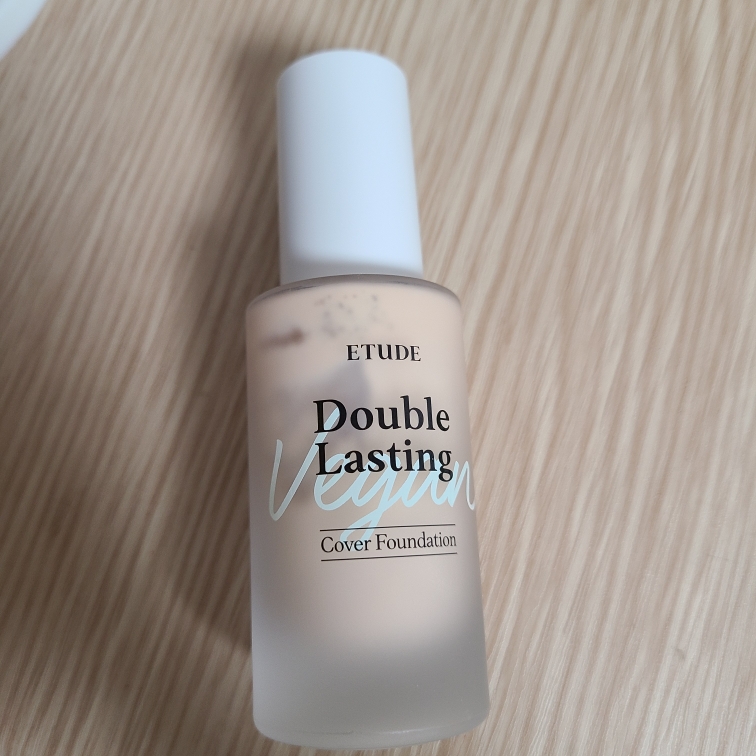 ETUDE
Double
Lasting
Vegan
Cover Foundation